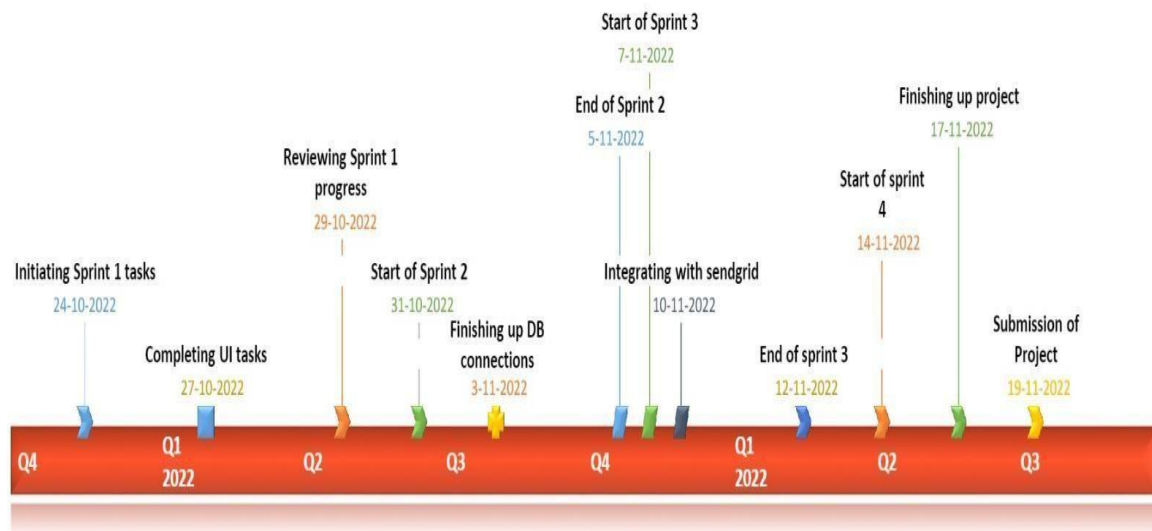 Start of Sprint 3
7-11-2022
End of Sprint 2
5-11-2022
Finishing up project
17-11-2022
Reviewing Sprint 1
progress
29-10-2022
Start of sprint
4
14-11-2022
Initiating Sprint 1 tasks
24-10-2022
Start of Sprint 2
31-10-2022
Integrating with sendgrid
10-11-2022
Completing UI tasks
27-10-2022
Finishing up DB
connections
3-11-2022
End of sprint 3
12-11-2022
Submission of
Project
19-11-2022
Q4
Q1
2022
Q2
Q3
Q4
Q1
2022
Q2
Q3